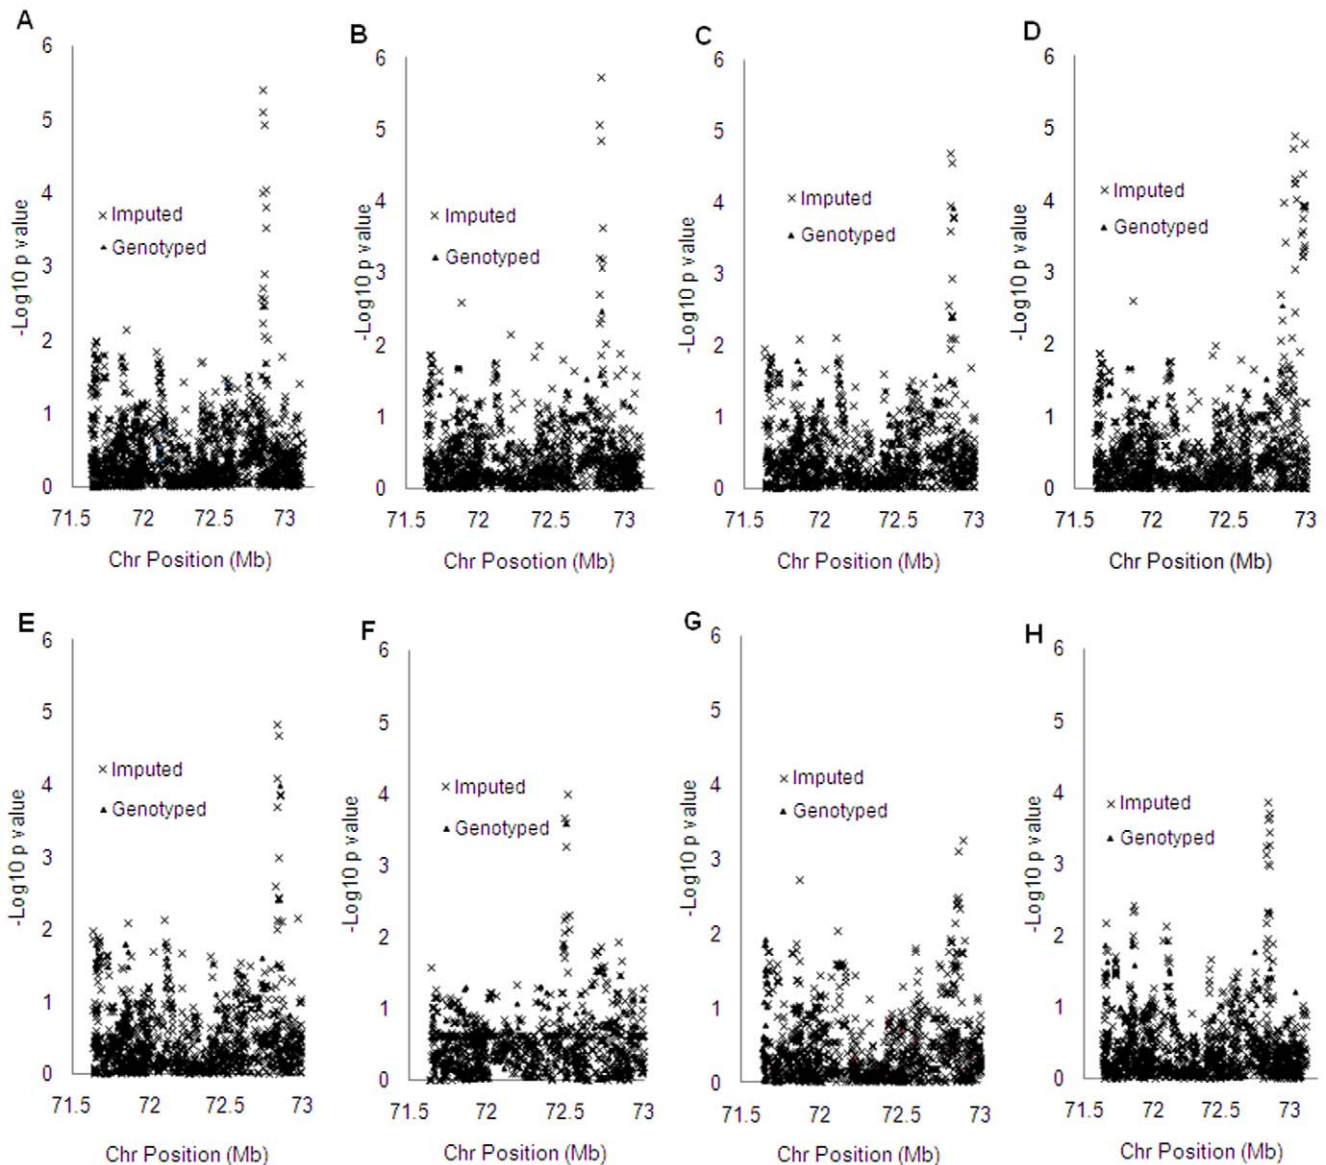 A
6
5
4
3
2
1
0
-Log10 p value
× Imputed
▲ Genotyped
71.5 72 72.5 73
Chr Position (Mb)
B
6
5
4
3
2
1
0
-Log10 p value
× Imputed
▲ Genotyped
71.5 72 72.5 73
Chr Posotion (Mb)
C
6
5
4
3
2
1
0
-Log10 p value
× Imputed
▲ Genotyped
71.5 72 72.5 73
Chr Position (Mb)
D
6
5
4
3
2
1
0
-Log10 p value
× Imputed
▲ Genotyped
71.5 72 72.5 73
Chr Position (Mb)
E
6
5
4
3
2
1
0
-Log10 p value
× Imputed
▲ Genotyped
71.5 72 72.5 73
Chr Position (Mb)
F
6
5
4
3
2
1
0
-Log10 p value
× Imputed
▲ Genotyped
71.5 72 72.5 73
Chr Position (Mb)
G
6
5
4
3
2
1
0
-Log10 p value
× Imputed
▲ Genotyped
71.5 72 72.5 73
Chr Position (Mb)
H
6
5
4
3
2
1
0
-Log10 p value
× Imputed
▲ Genotyped
71.5 72 72.5 73
Chr Position (Mb)